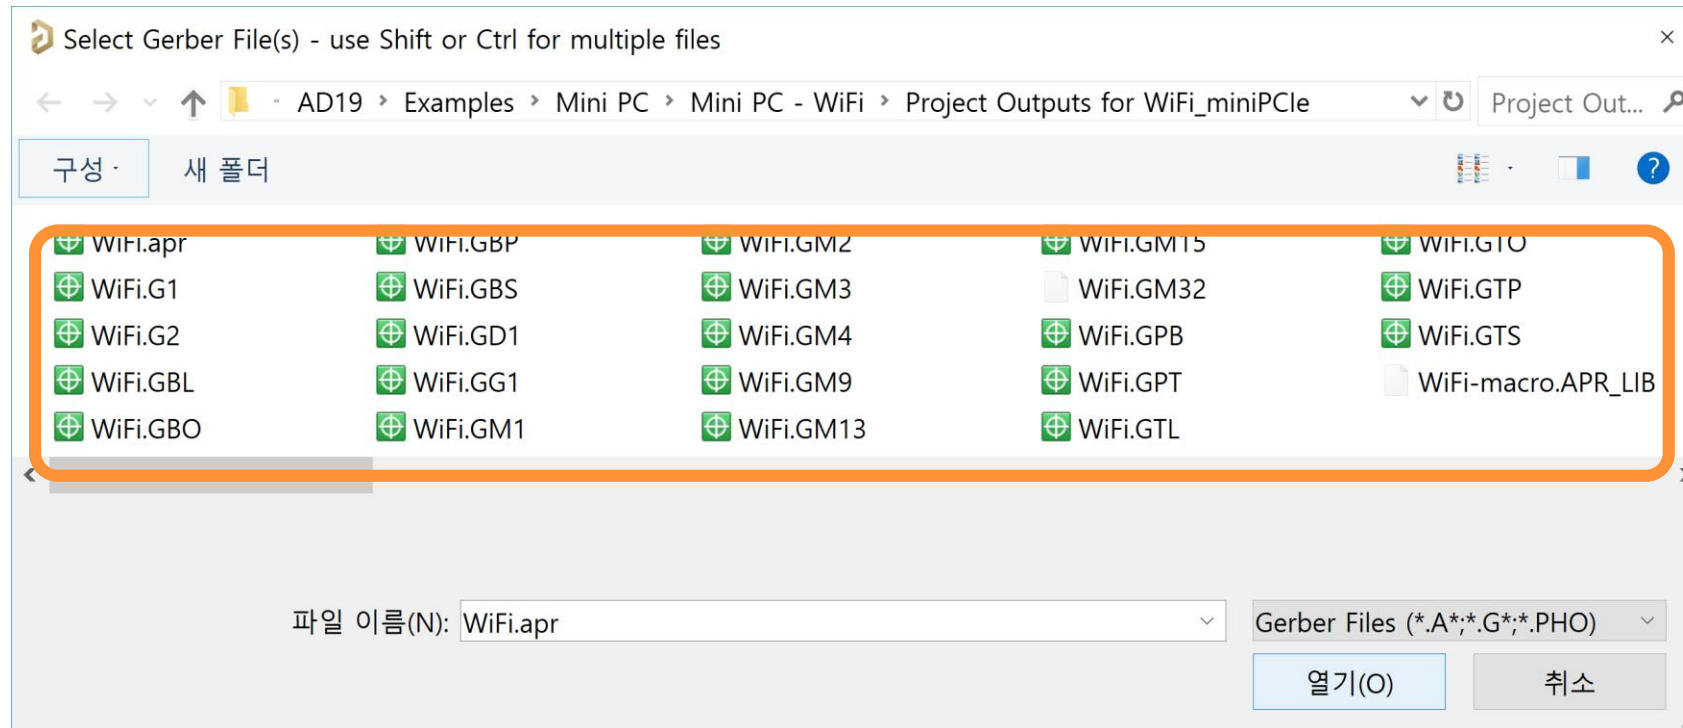 Select Gerber File(s) - use Shift or Ctrl for multiple files
AD19 > Examples > Mini PC > Mini PC - WiFi > Project Outputs for WiFi_miniPCIe
Project Out...
구성
새 폴더
WiFi.apr
WiFi.G1
WiFi.G2
WiFi.GBL
WiFi.GBO
WiFi.GBP
WiFi.GBS
WiFi.GD1
WiFi.GG1
WiFi.GM1
WiFi.GM2
WiFi.GM3
WiFi.GM4
WiFi.GM9
WiFi.GM13
WiFi.GM15
WiFi.GM32
WiFi.GPB
WiFi.GPT
WiFi.GTL
WiFi.GTO
WiFi.GTP
WiFi.GTS
WiFi-macro.APR_LIB
파일 이름(N): WiFi.apr
Gerber Files (*.A*;*.G*;*.PHO)
열기(O)
취소